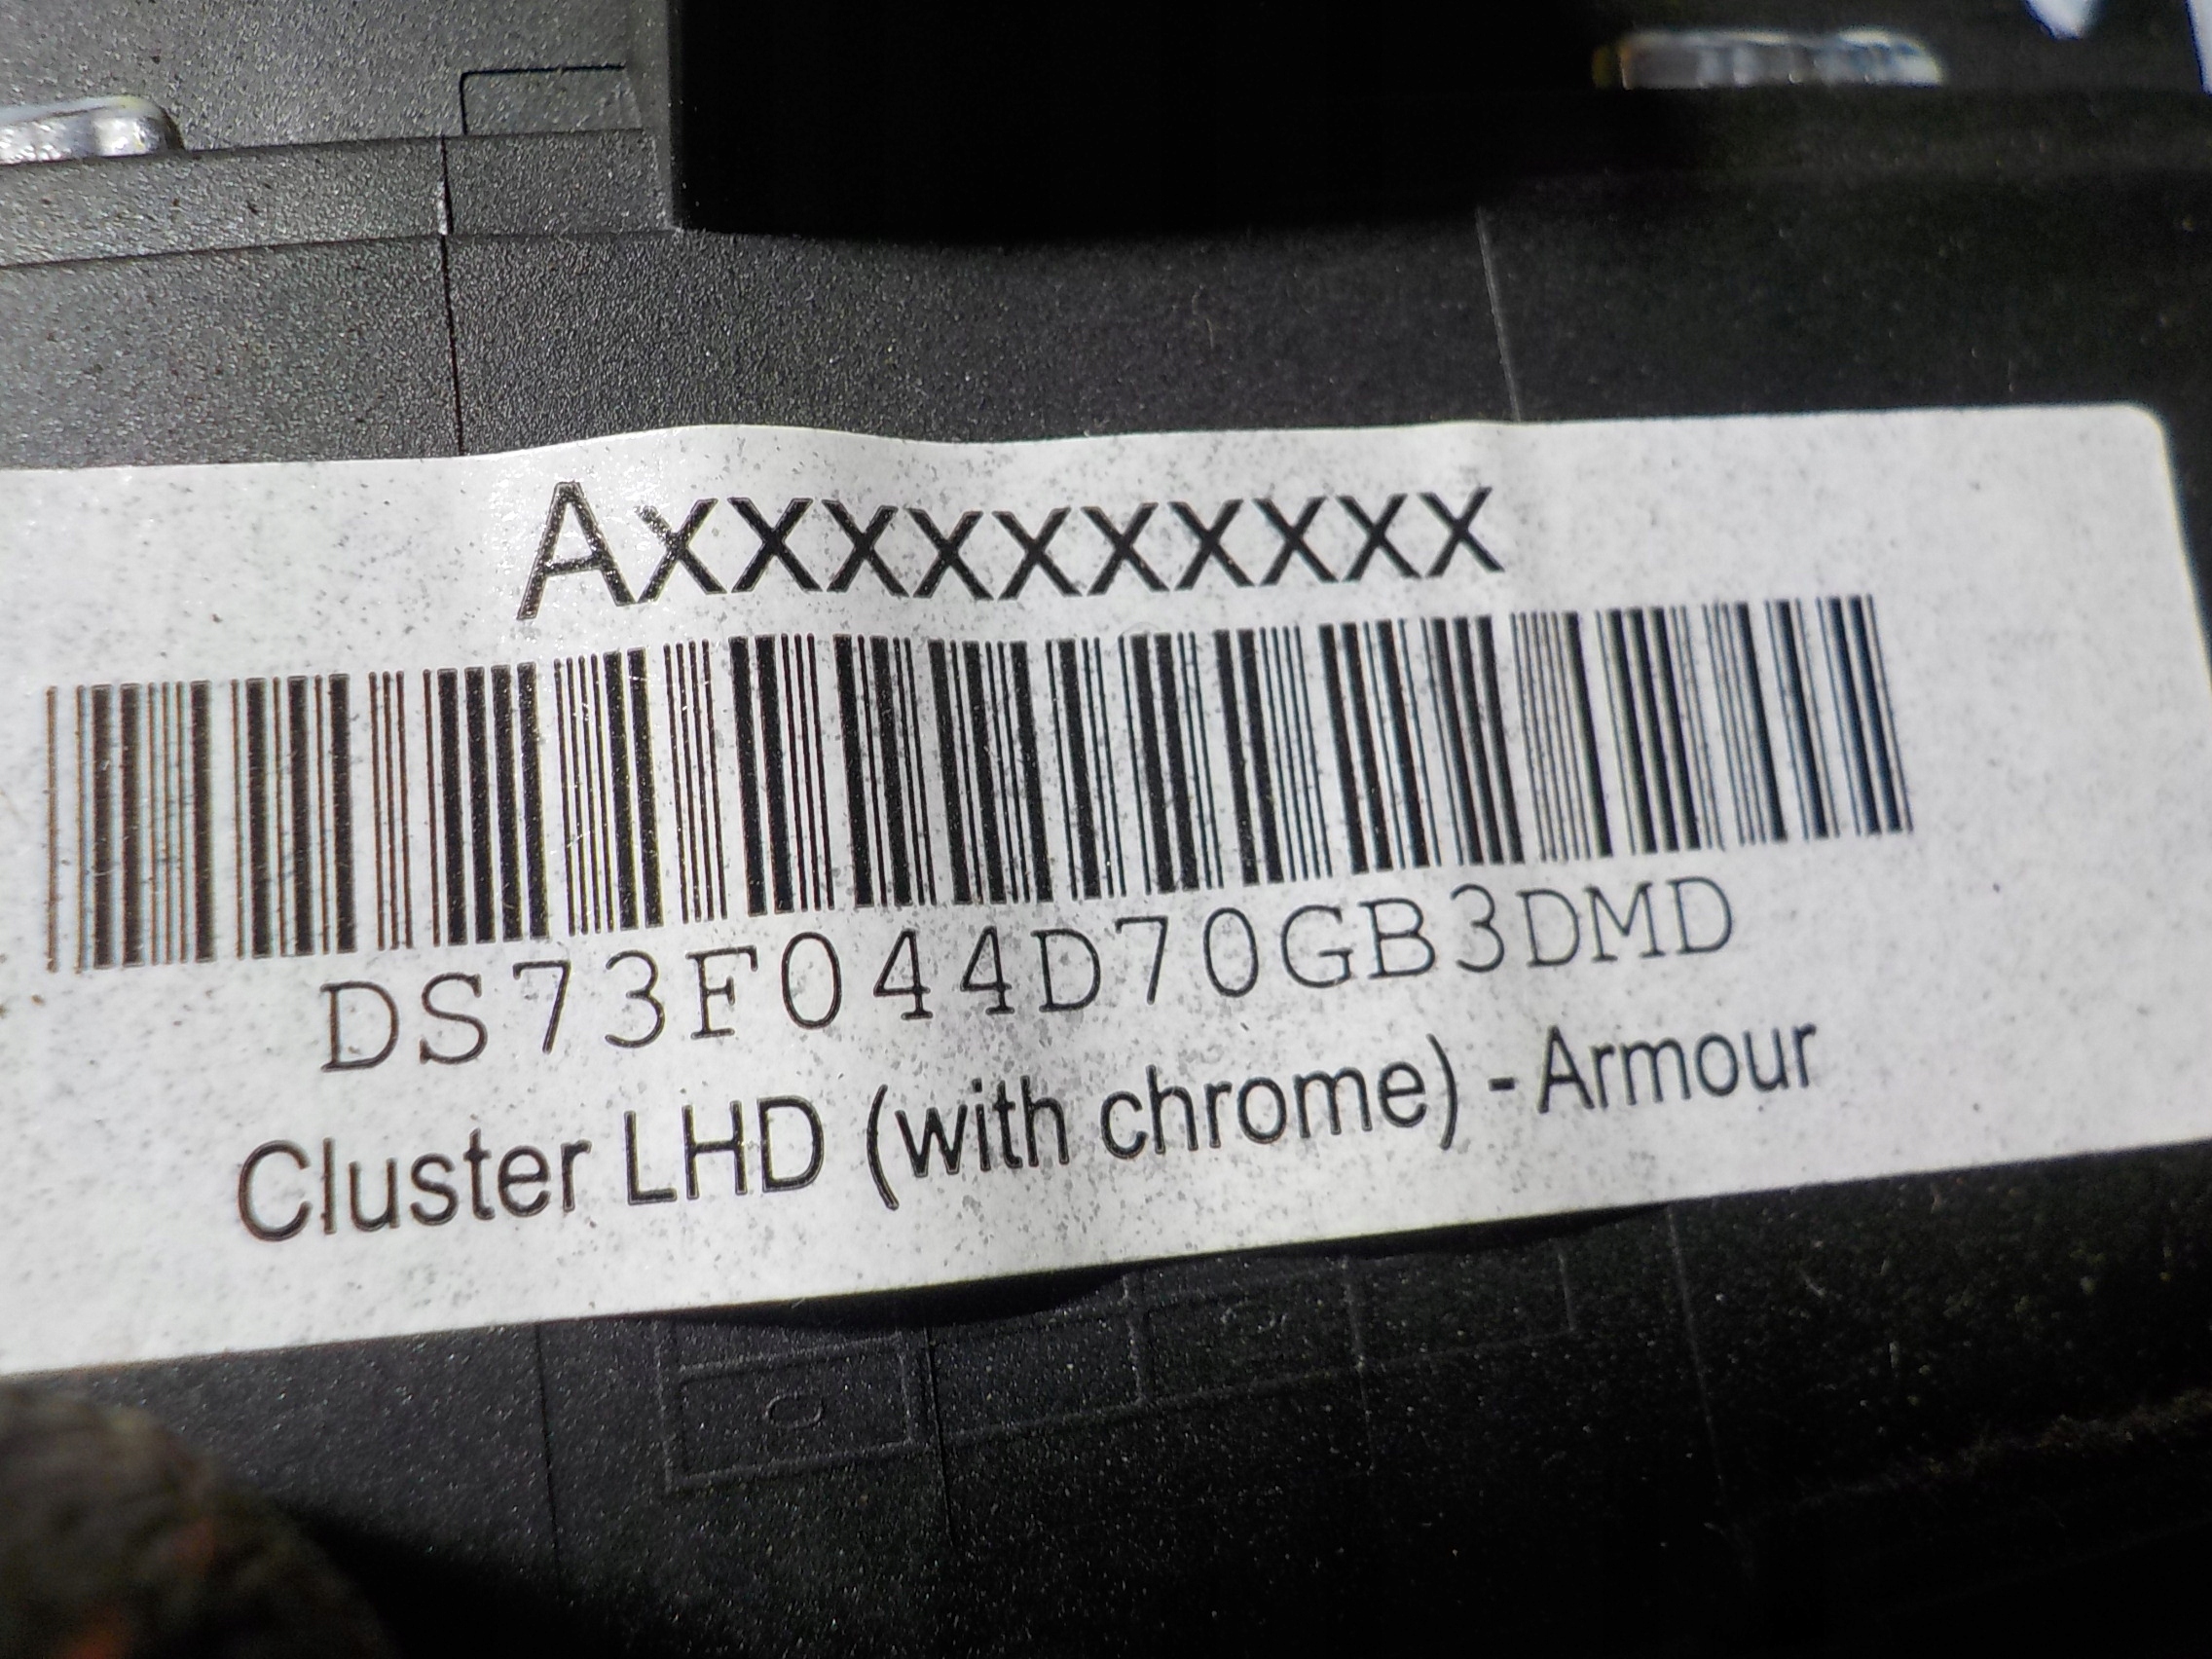 Axxxxxxxxxx
DS73F044D70GB3DMD
Cluster LHD (with chrome) - Armour